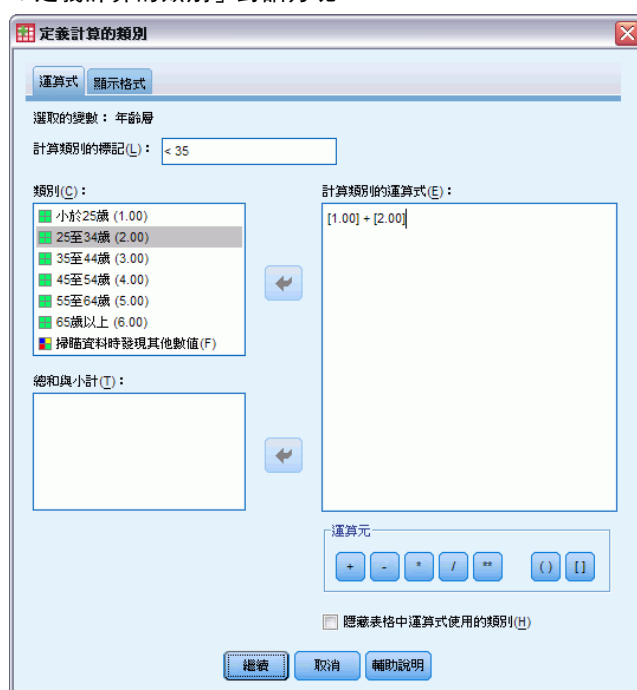 定義計算的類別
運算式 顯示格式
選取的變數： 年齡層
計算類別的標記(L)： < 35
類別(C)：
小於25歲 (1.00)
25至34歲 (2.00)
35至44歲 (3.00)
45至54歲 (4.00)
55至64歲 (5.00)
65歲以上 (6.00)
掃瞄資料時發現其他數值(F)
總和與小計(T)：
計算類別的運算式(E)：
[1.00] + [2.00]
運算元
+ - * / ** ( ) [ ]
隱藏表格中運算式使用的類別(H)
繼續 取消 輔助說明